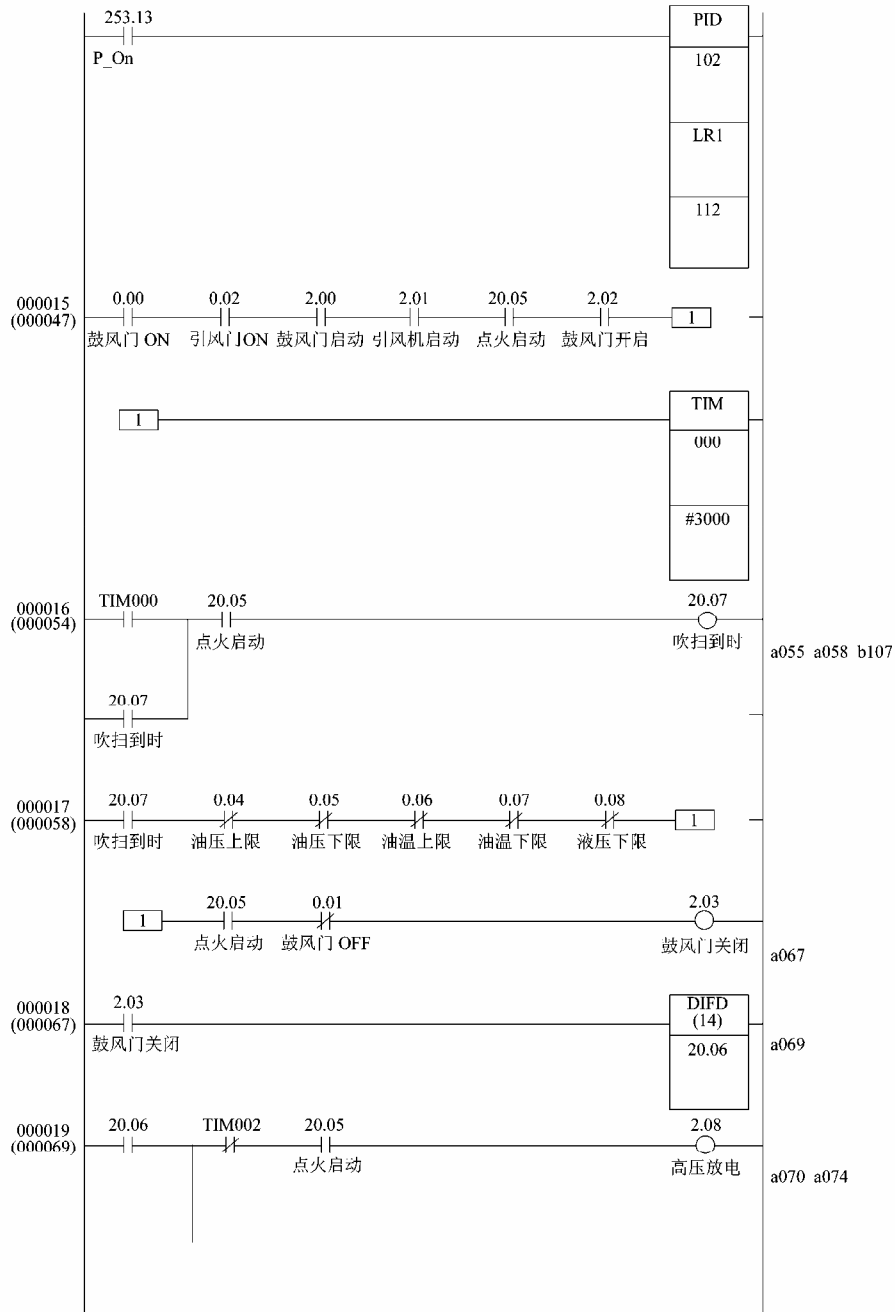 253.13
P_On
PID
102
LR1
112
000015
(000047)
0.00 0.02 2.00 2.01 20.05 2.02
鼓风门 ON 引风门ON 鼓风门启动 引风机启动 点火启动 鼓风门开启
1
1
TIM
000
#3000
000016
(000054)
TIM000 20.05 20.07
点火启动 吹扫到时
a055 a058 b107
20.07
吹扫到时
000017
(000058)
20.07 0.04 0.05 0.06 0.07 0.08
吹扫到时 油压上限 油压下限 油温上限 油温下限 液压下限
1
1
20.05 0.01 2.03
点火启动 鼓风门 OFF 鼓风门关闭
a067
000018
(000067)
2.03
鼓风门关闭
DIFD
(14)
20.06
a069
000019
(000069)
20.06 TIM002 20.05 2.08
点火启动 高压放电
a070 a074